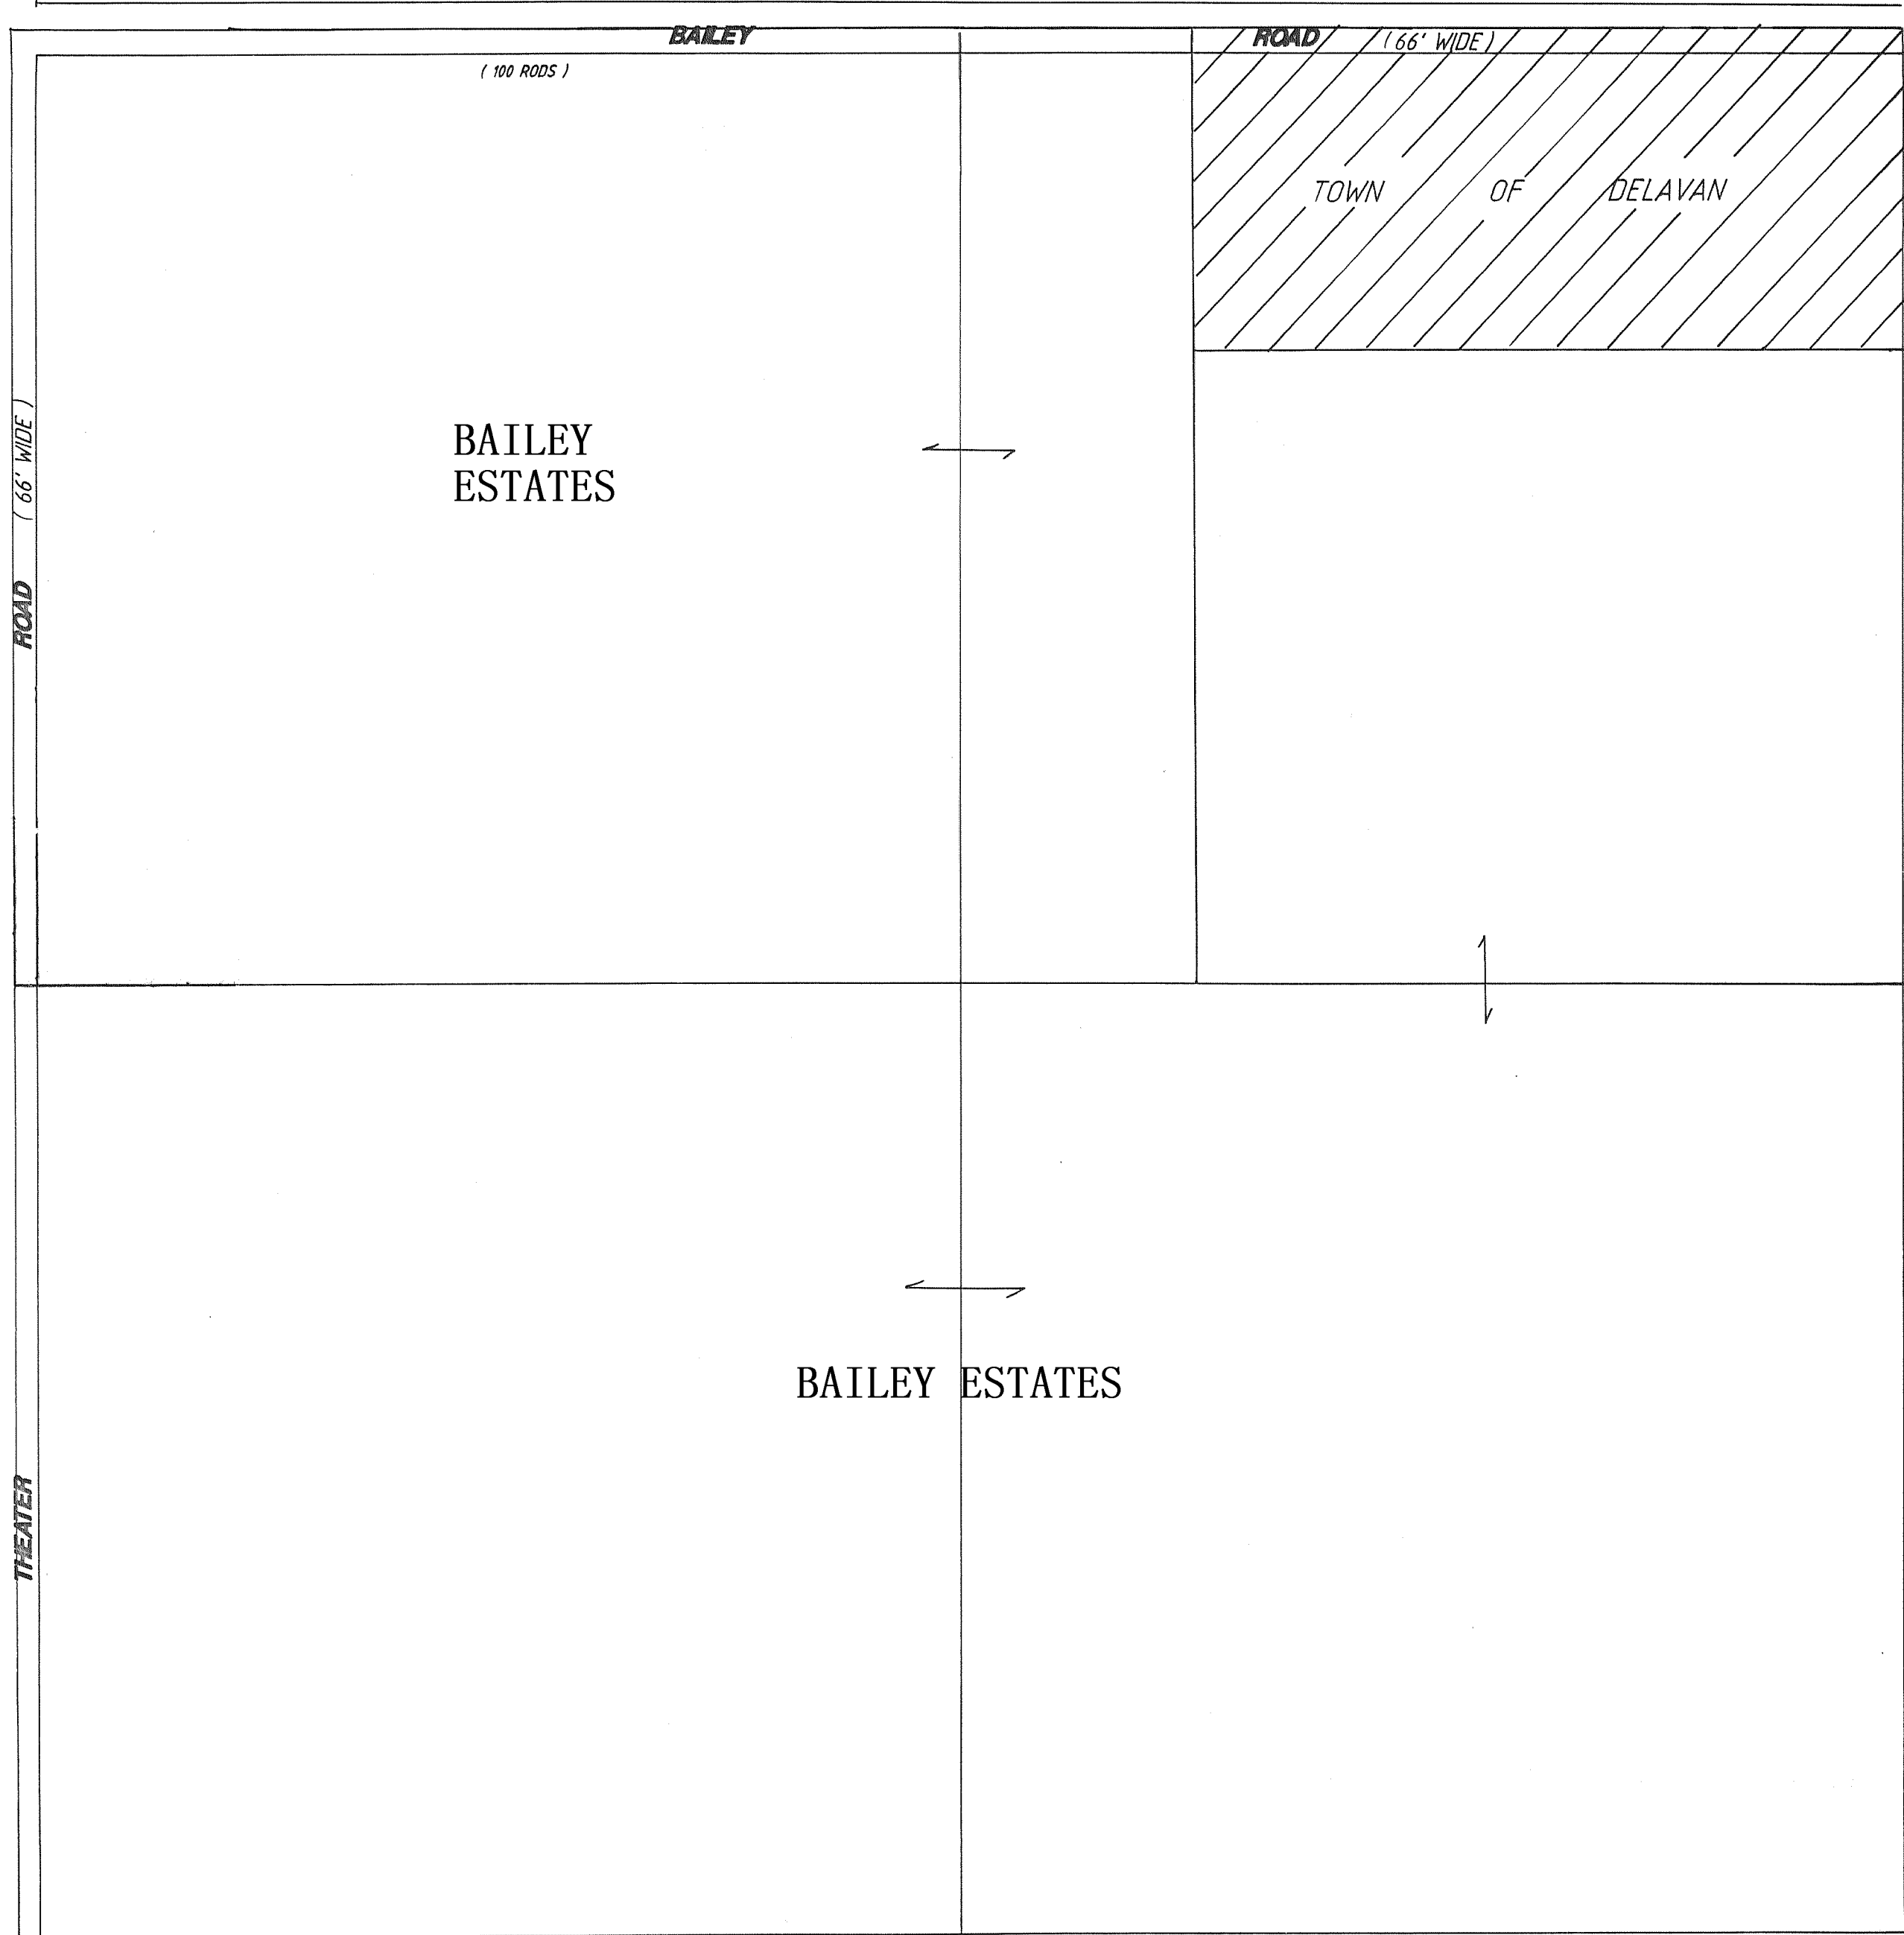 BAILEY ROAD ( 66' WIDE )
( 100 RODS )
TOWN OF DELAVAN
BAILEY
ESTATES
THEATER ROAD ( 66' WIDE )
BAILEY ESTATES